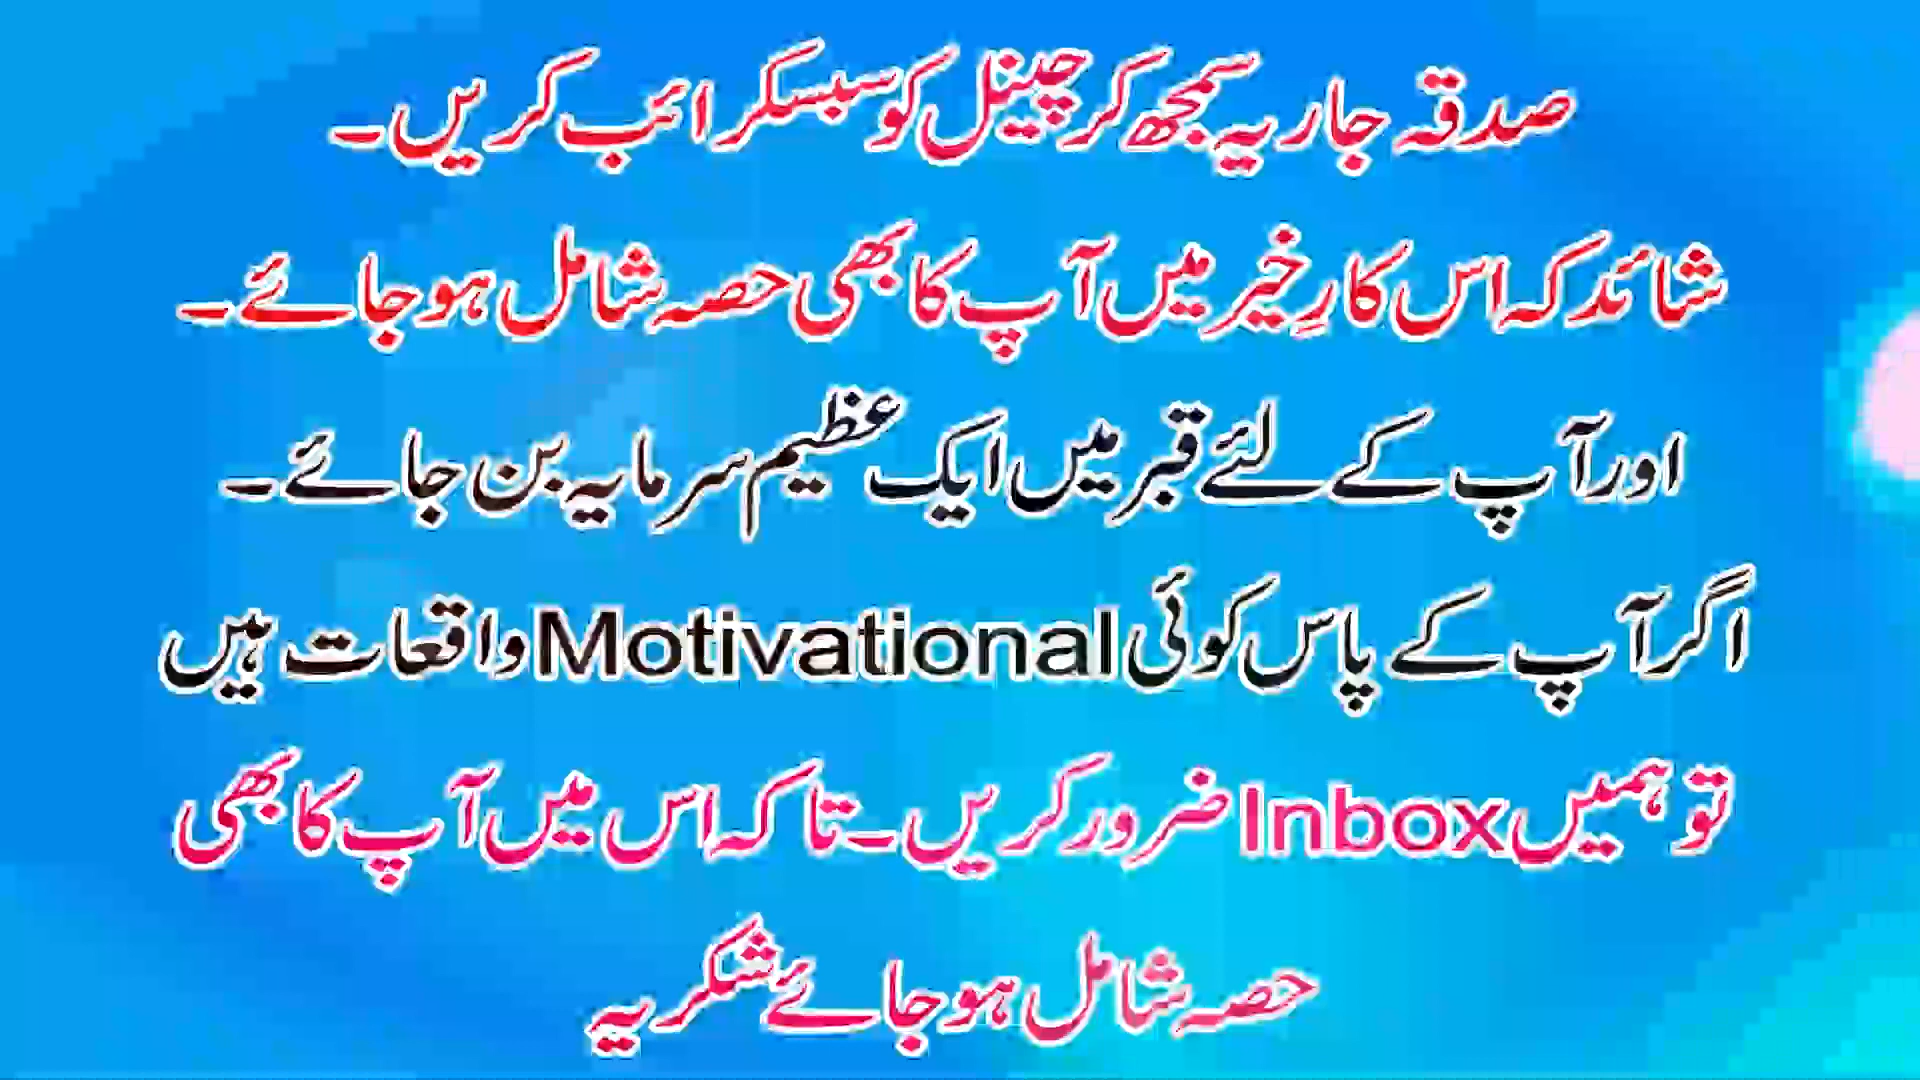 صدقہ جاریہ سمجھ کر چینل کو سبسکرائب کریں۔
شائد کہ اس کارِ خیر میں آپ کا بھی حصہ شامل ہو جائے۔
اور آپ کے لئے قبر میں ایک عظیم سرمایہ بن جائے۔
اگر آپ کے پاس کوئی Motivational واقعات ہیں
تو ہمیں Inbox ضرور کریں۔ تا کہ اس میں آپ کا بھی
حصہ شامل ہو جائے شکریہ